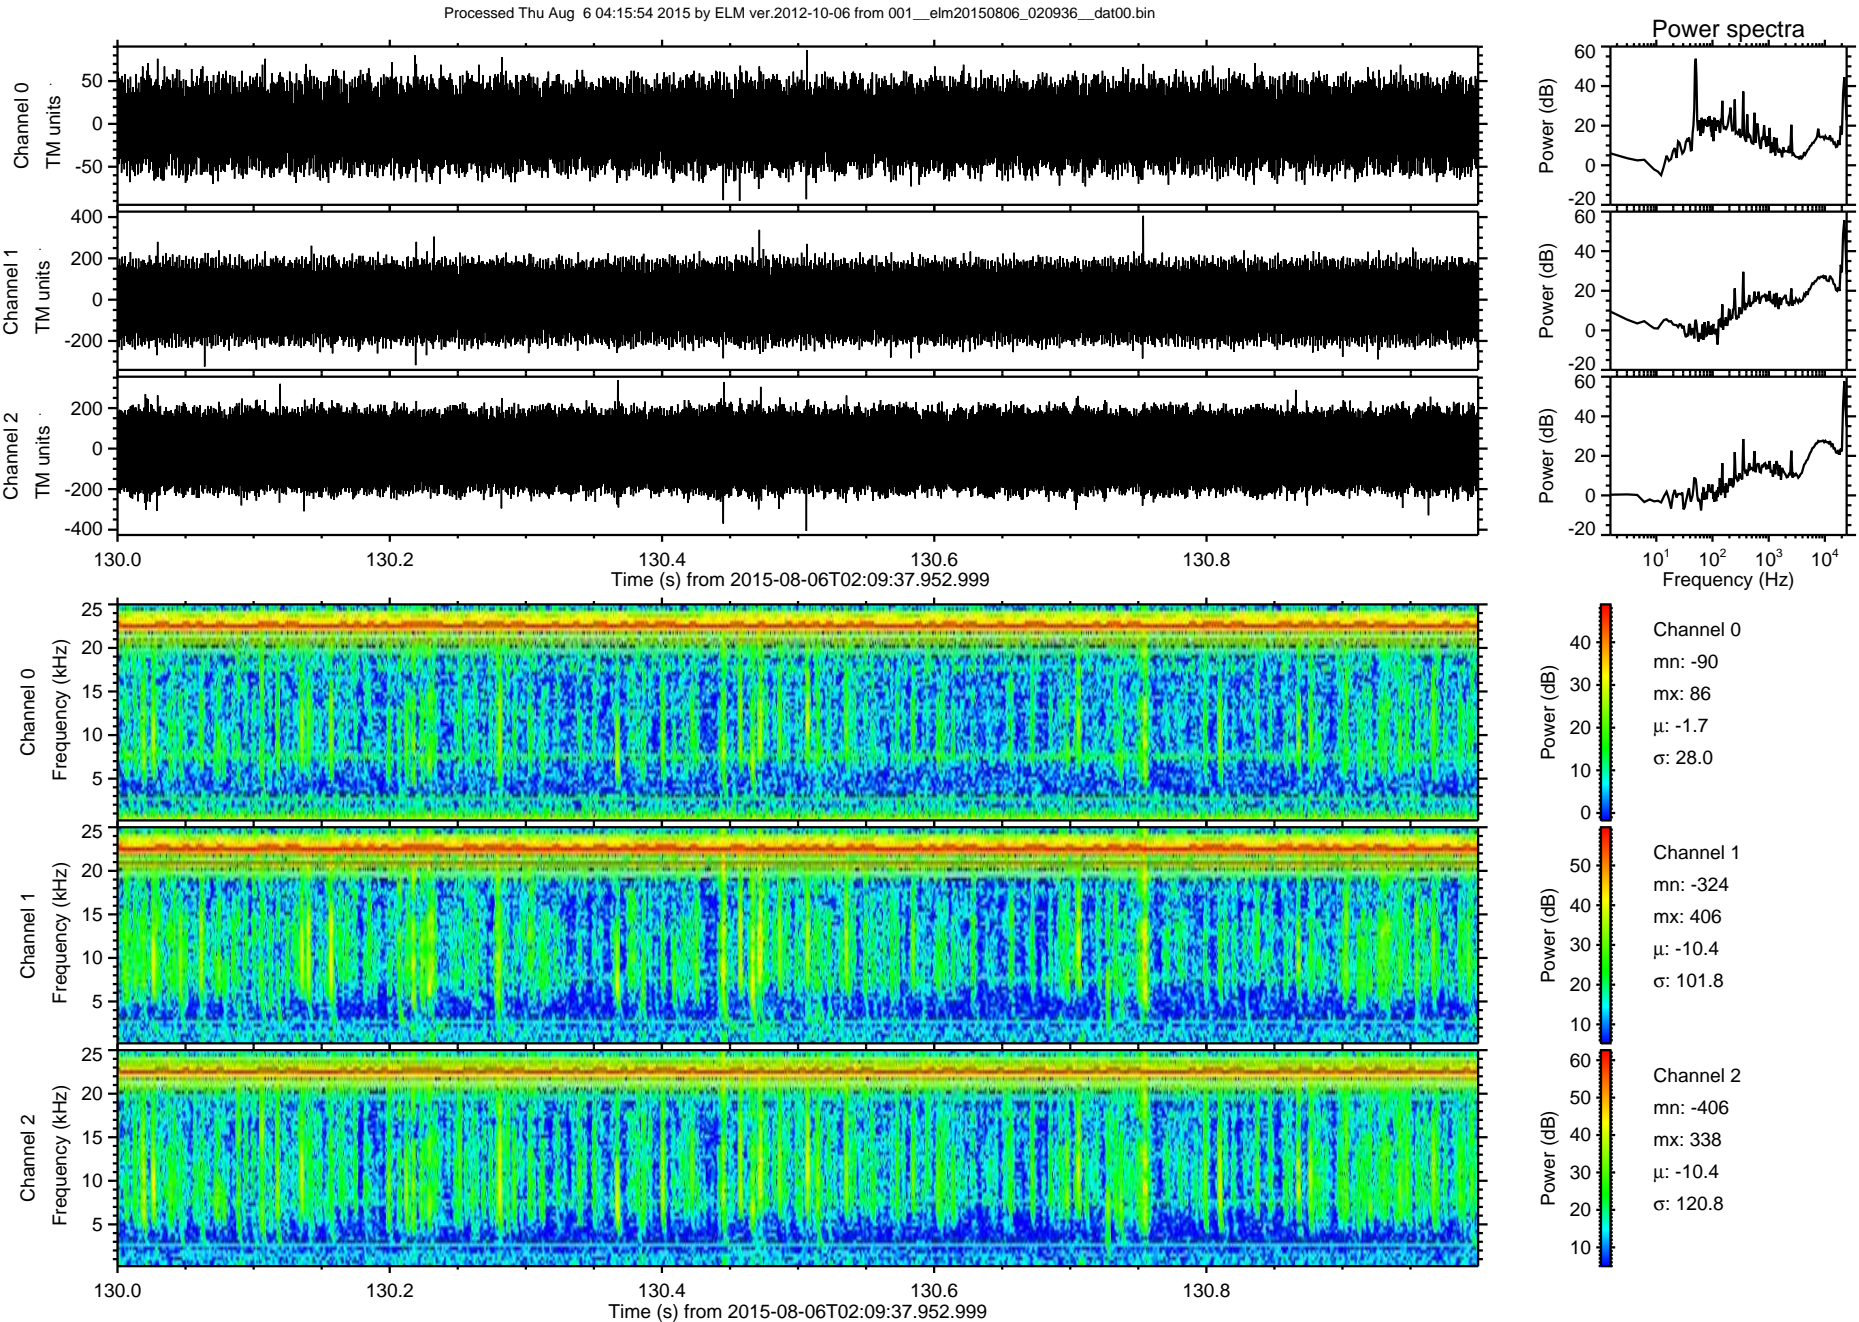 Processed Thu Aug  6 04:15:54 2015 by ELM ver.2012-10-06 from 001__elm20150806_020936__dat00.bin
Power spectra
Channel 0
TM units
50
0
-50
Power (dB)
60
40
20
0
-20
Channel 1
TM units
400
200
0
-200
Power (dB)
60
40
20
0
-20
Channel 2
TM units
200
0
-200
-400
Power (dB)
60
40
20
0
-20
130.0 130.2 130.4 130.6 130.8
Time (s) from 2015-08-06T02:09:37.952.999
10¹ 10² 10³ 10⁴
Frequency (Hz)
Channel 0
Frequency (kHz)
25
20
15
10
5
Power (dB)
40
30
20
10
0
Channel 0
mn: -90
mx: 86
μ: -1.7
σ: 28.0
Channel 1
Frequency (kHz)
25
20
15
10
5
Power (dB)
50
40
30
20
10
Channel 1
mn: -324
mx: 406
μ: -10.4
σ: 101.8
Channel 2
Frequency (kHz)
25
20
15
10
5
Power (dB)
60
50
40
30
20
10
Channel 2
mn: -406
mx: 338
μ: -10.4
σ: 120.8
130.0 130.2 130.4 130.6 130.8
Time (s) from 2015-08-06T02:09:37.952.999